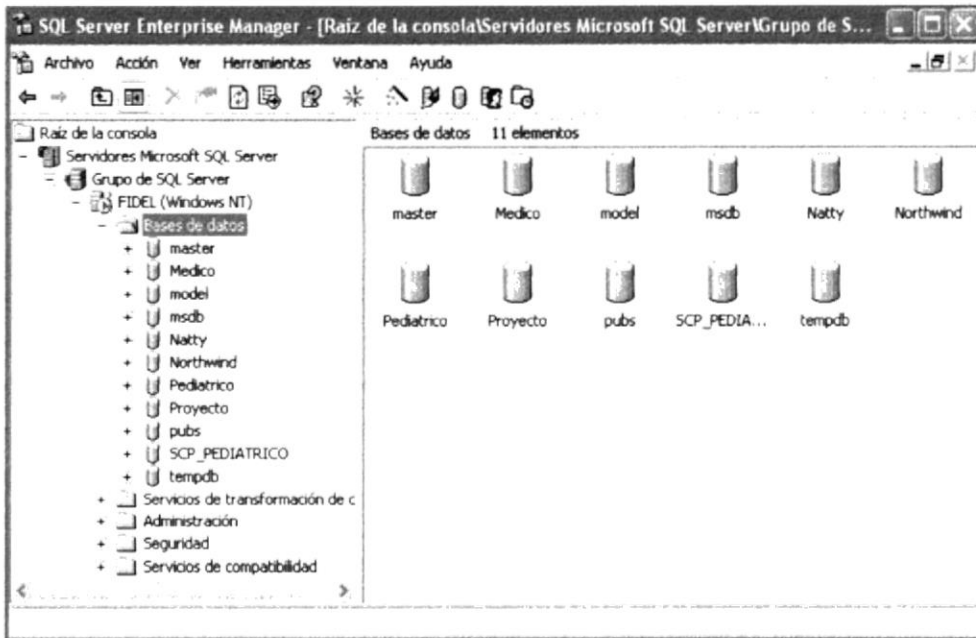 SQL Server Enterprise Manager - [Raíz de la consola\Servidores Microsoft SQL Server\Grupo de S...
Archivo Acción Ver Herramientas Ventana Ayuda
Raíz de la consola
Servidores Microsoft SQL Server
Grupo de SQL Server
FIDEL (Windows NT)
Bases de datos
master
Medico
model
msdb
Natty
Northwind
Pediatrico
Proyecto
pubs
SCP_PEDIATRICO
tempdb
Servicios de transformación de c
Administración
Seguridad
Servicios de compatibilidad
Bases de datos 11 elementos
master Medico model msdb Natty Northwind
Pediatrico Proyecto pubs SCP_PEDIA... tempdb